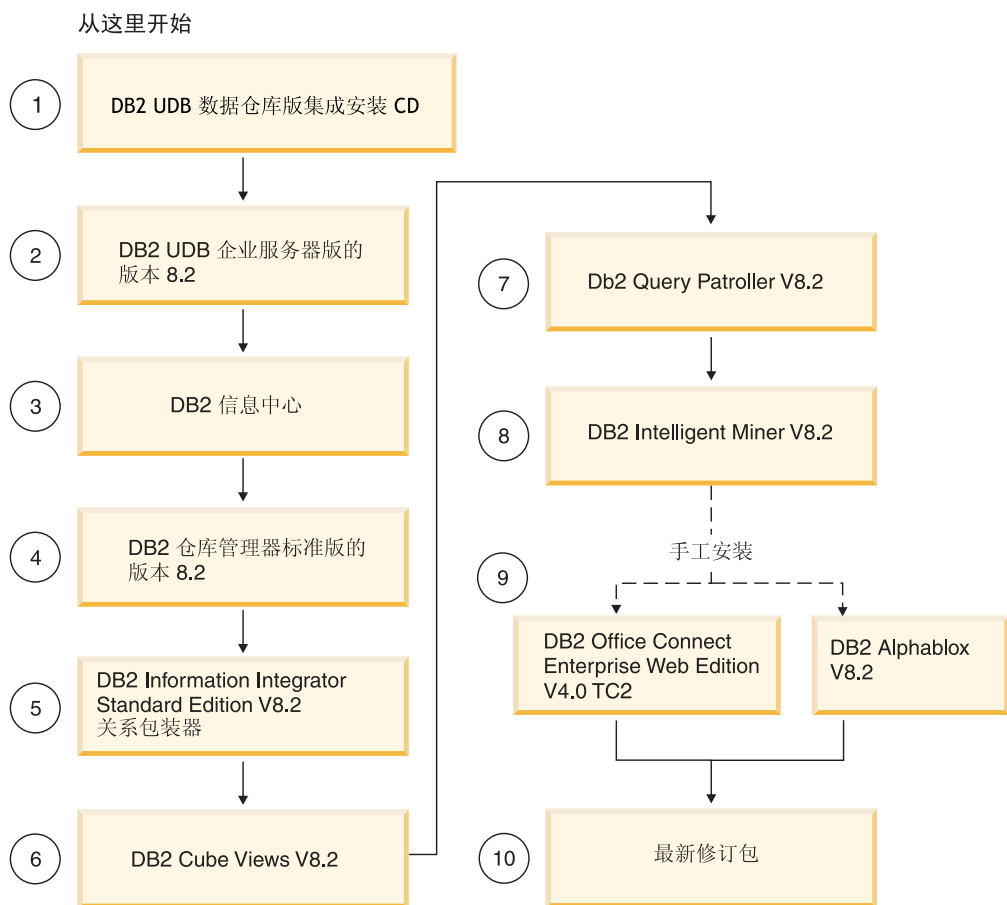 从这里开始
1
DB2 UDB 数据仓库版集成安装 CD
2
DB2 UDB 企业服务器版的
版本 8.2
3
DB2 信息中心
4
DB2 仓库管理器标准版的
版本 8.2
5
DB2 Information Integrator
Standard Edition V8.2
关系包装器
6
DB2 Cube Views V8.2
7
Db2 Query Patroller V8.2
8
DB2 Intelligent Miner V8.2
手工安装
9
DB2 Office Connect
Enterprise Web Edition
V4.0 TC2
DB2 Alphablox
V8.2
10
最新修订包